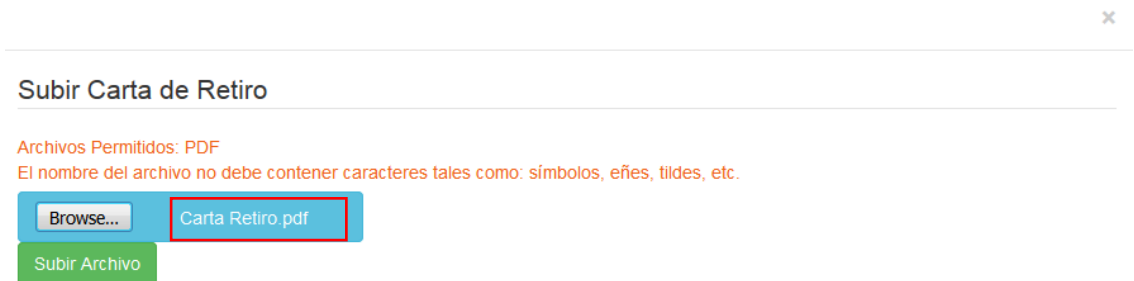 ×
Subir Carta de Retiro
Archivos Permitidos: PDF
El nombre del archivo no debe contener caracteres tales como: símbolos, eñes, tildes, etc.
Browse... Carta Retiro.pdf
Subir Archivo